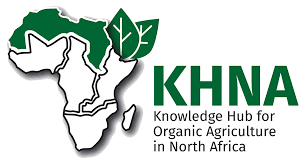 KHNA
Knowledge Hub for
Organic Agriculture
in North Africa